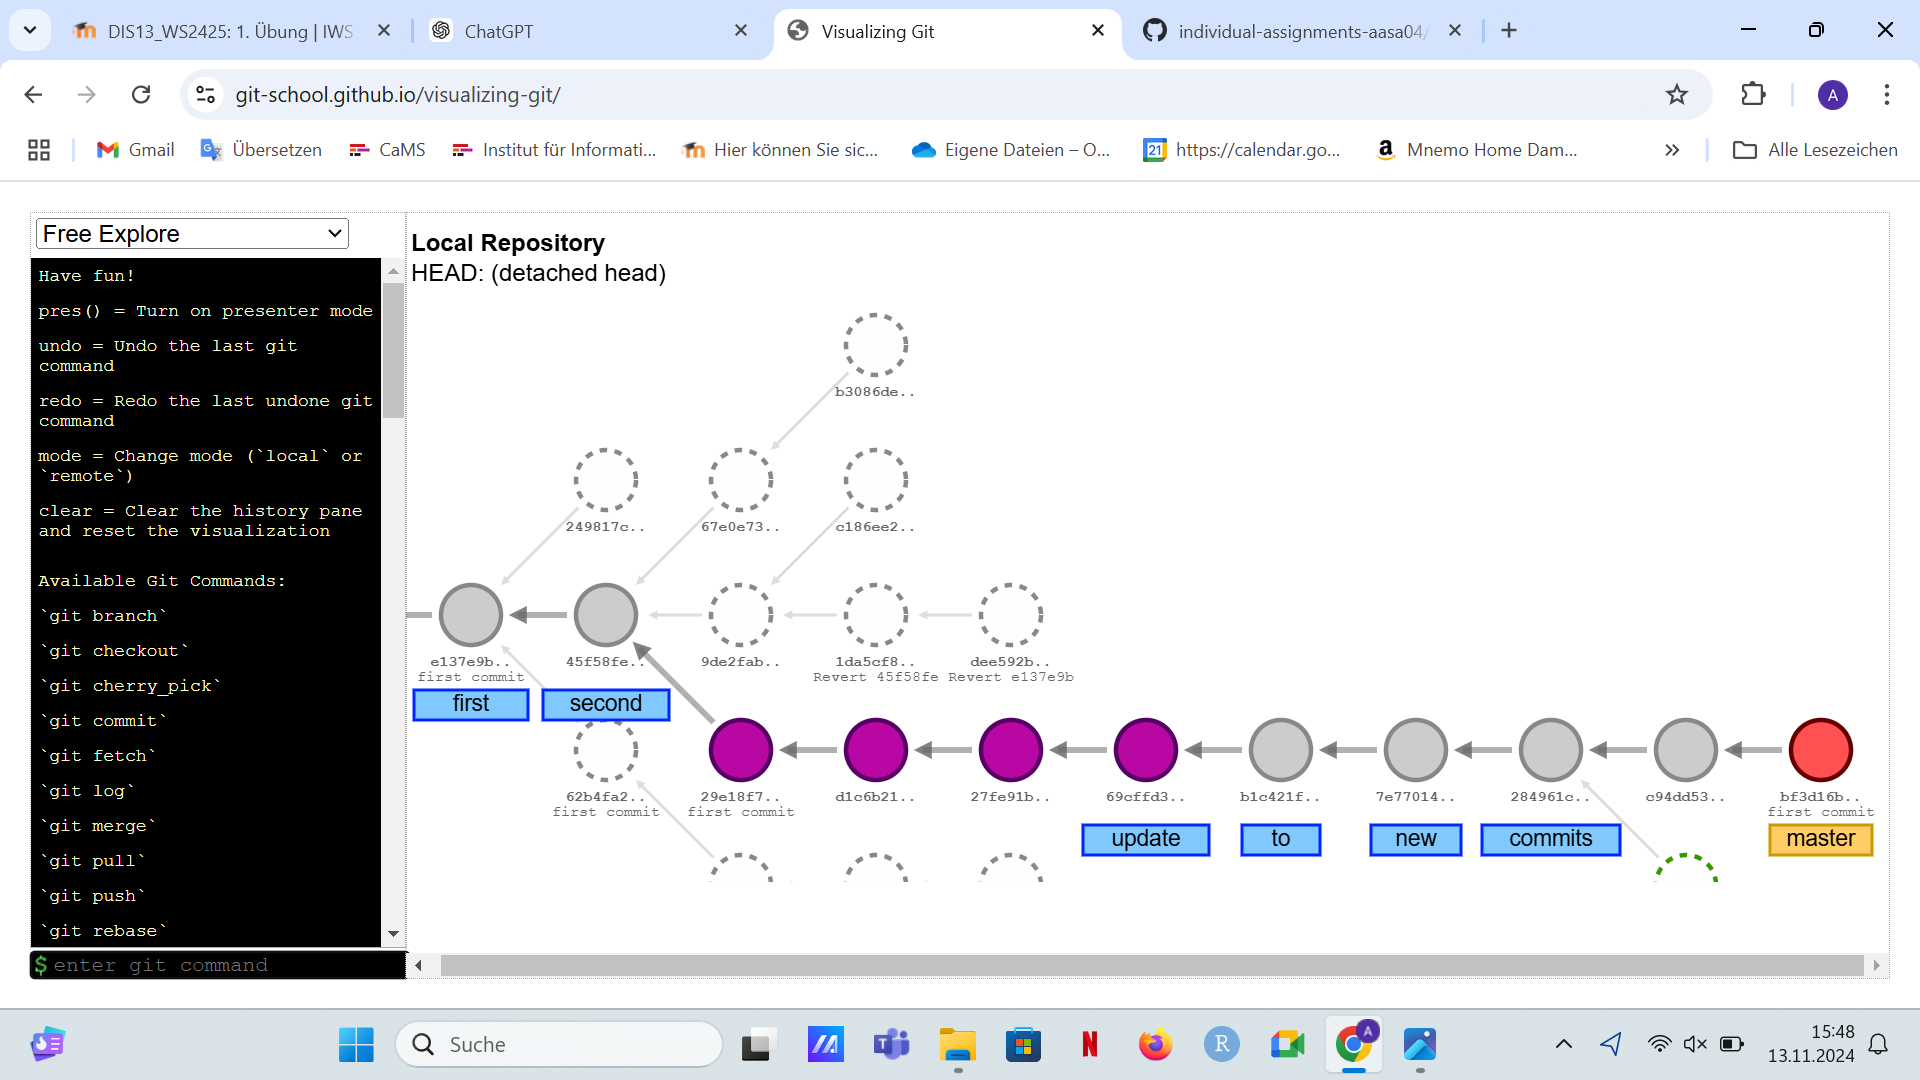 DIS13_WS2425: 1. Übung | IWS
ChatGPT
Visualizing Git
individual-assignments-aasa04/
git-school.github.io/visualizing-git/
A
Gmail
Übersetzen
CaMS
Institut für Informati...
Hier können Sie sic...
Eigene Dateien – O...
21
https://calendar.go...
a
Mnemo Home Dam...
Alle Lesezeichen
Free Explore
Have fun!
pres() = Turn on presenter mode
undo = Undo the last git
command
redo = Redo the last undone git
command
mode = Change mode (`local` or
`remote`)
clear = Clear the history pane
and reset the visualization
Available Git Commands:
`git branch`
`git checkout`
`git cherry_pick`
`git commit`
`git fetch`
`git log`
`git merge`
`git pull`
`git push`
`git rebase`
$ enter git command
Local Repository
HEAD: (detached head)
b3086de..
249817c..
67e0e73..
c186ee2..
e137e9b..
first commit
first
45f58fe..
second
9de2fab..
1da5cf8..
Revert 45f58fe
dee592b..
Revert e137e9b
62b4fa2..
first commit
29e18f7..
first commit
d1c6b21..
27fe91b..
69cffd3..
update
b1c421f..
to
7e77014..
new
284961c..
commits
c94dd53..
bf3d16b..
first commit
master
Suche
T
N
R
A
15:48
13.11.2024